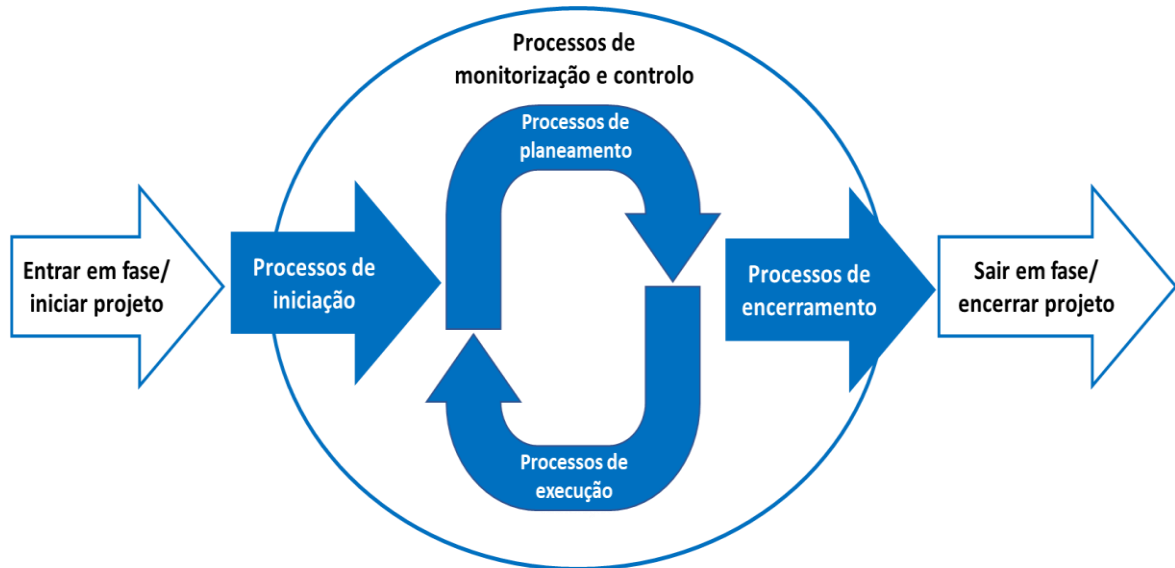 Processos de
monitorização e controlo
Processos de
planeamento
Entrar em fase/
iniciar projeto
Processos de
iniciação
Processos de
encerramento
Sair em fase/
encerrar projeto
Processos de
execução